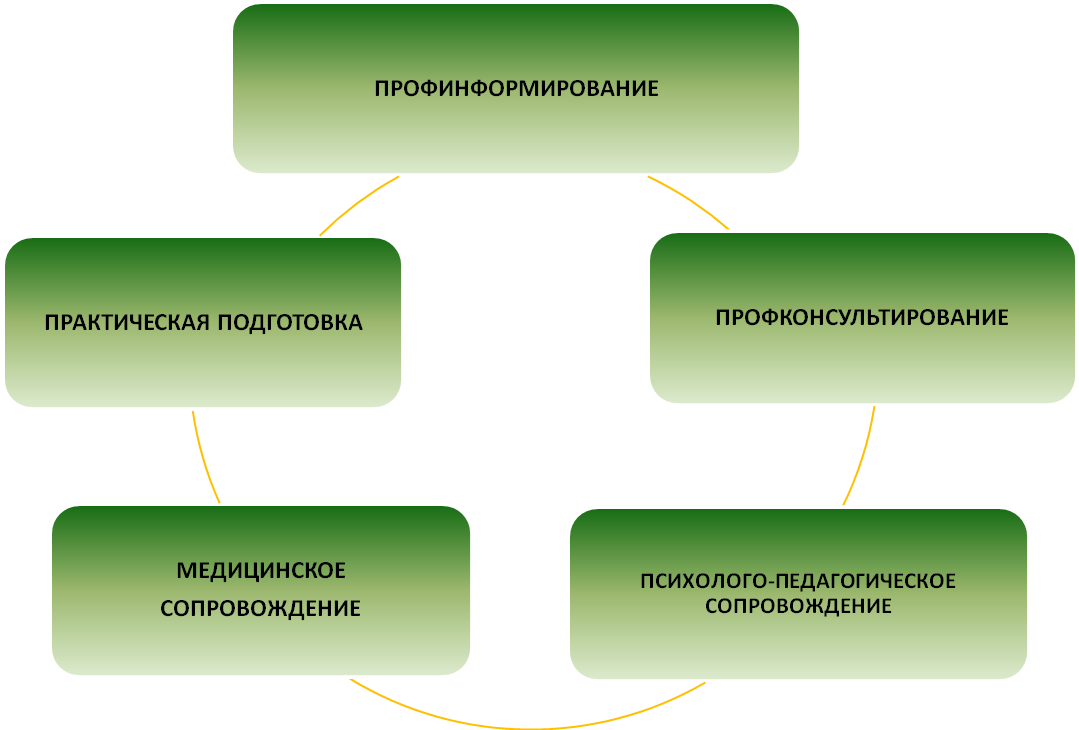 ПРОФИНФОРМИРОВАНИЕ
ПРАКТИЧЕСКАЯ ПОДГОТОВКА
ПРОФКОНСУЛЬТИРОВАНИЕ
МЕДИЦИНСКОЕ
СОПРОВОЖДЕНИЕ
ПСИХОЛОГО-ПЕДАГОГИЧЕСКОЕ
СОПРОВОЖДЕНИЕ